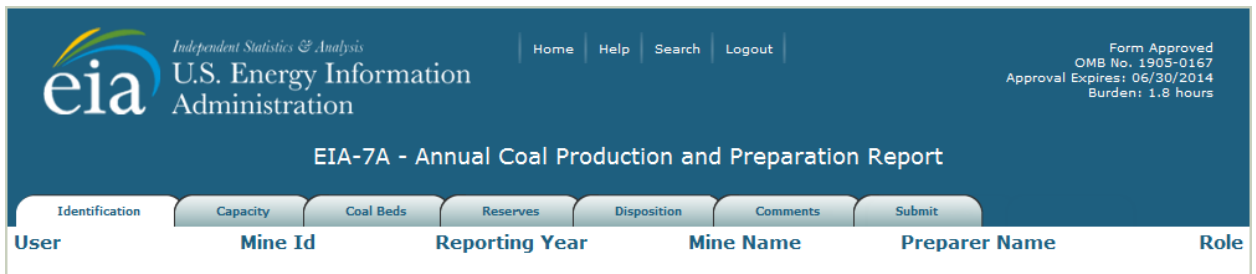 eia
Independent Statistics & Analysis
U.S. Energy Information
Administration
Home Help Search Logout
Form Approved
OMB No. 1905-0167
Approval Expires: 06/30/2014
Burden: 1.8 hours
EIA-7A - Annual Coal Production and Preparation Report
Identification Capacity Coal Beds Reserves Disposition Comments Submit
User Mine Id Reporting Year Mine Name Preparer Name Role